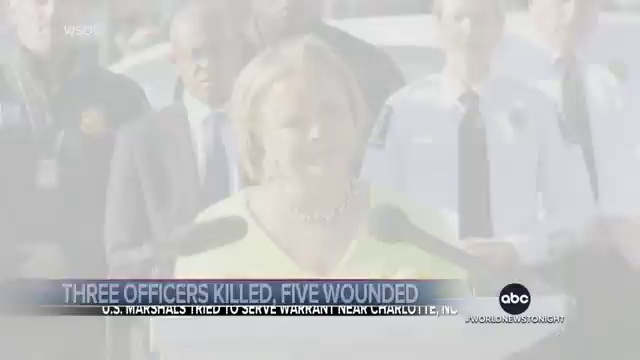 WSOC
THREE OFFICERS KILLED, FIVE WOUNDED
U.S. MARSHALS TRIED TO SERVE WARRANT NEAR CHARLOTTE, NC
abc
#WORLDNEWSTONIGHT